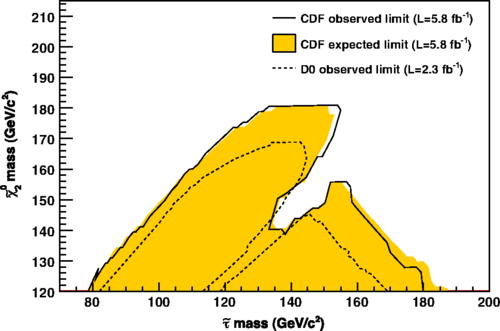 CDF observed limit (L=5.8 fb⁻¹)
CDF expected limit (L=5.8 fb⁻¹)
D0 observed limit (L=2.3 fb⁻¹)
χ̃⁰₂ mass (GeV/c²)
210
200
190
180
170
160
150
140
130
120
80 100 120 140 160 180 200
τ̃ mass (GeV/c²)